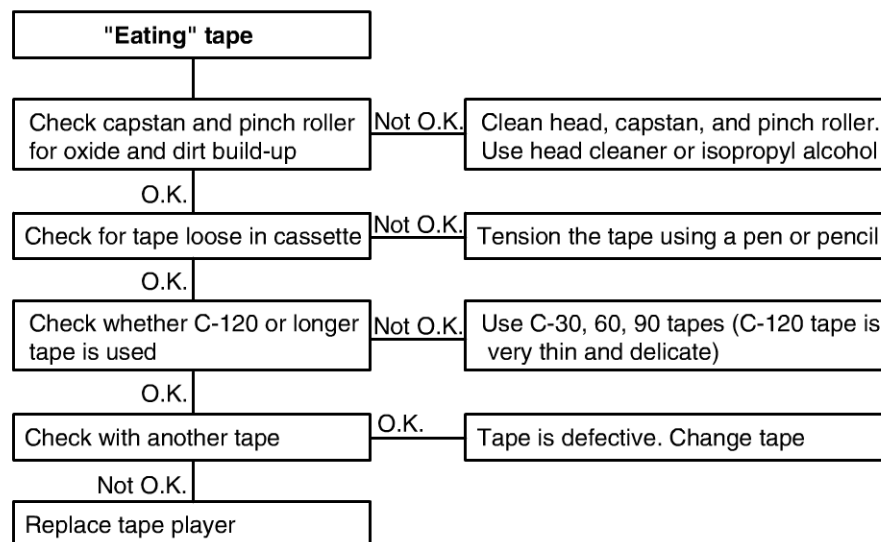 "Eating" tape
Check capstan and pinch roller
for oxide and dirt build-up
Not O.K.
Clean head, capstan, and pinch roller.
Use head cleaner or isopropyl alcohol
O.K.
Check for tape loose in cassette
Not O.K.
Tension the tape using a pen or pencil
O.K.
Check whether C-120 or longer
tape is used
Not O.K.
Use C-30, 60, 90 tapes (C-120 tape is
very thin and delicate)
O.K.
Check with another tape
O.K.
Tape is defective. Change tape
Not O.K.
Replace tape player